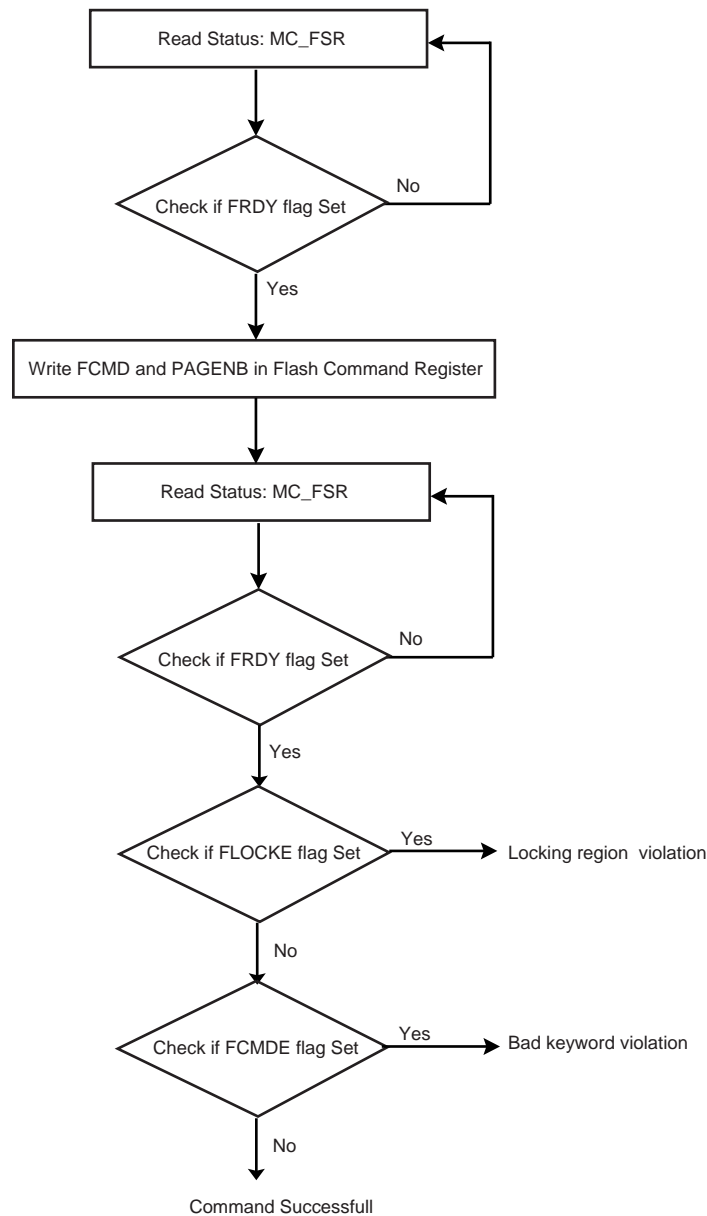 Read Status: MC_FSR
Check if FRDY flag Set
No
Yes
Write FCMD and PAGENB in Flash Command Register
Read Status: MC_FSR
Check if FRDY flag Set
No
Yes
Check if FLOCKE flag Set
Yes
Locking region violation
No
Check if FCMDE flag Set
Yes
Bad keyword violation
No
Command Successfull